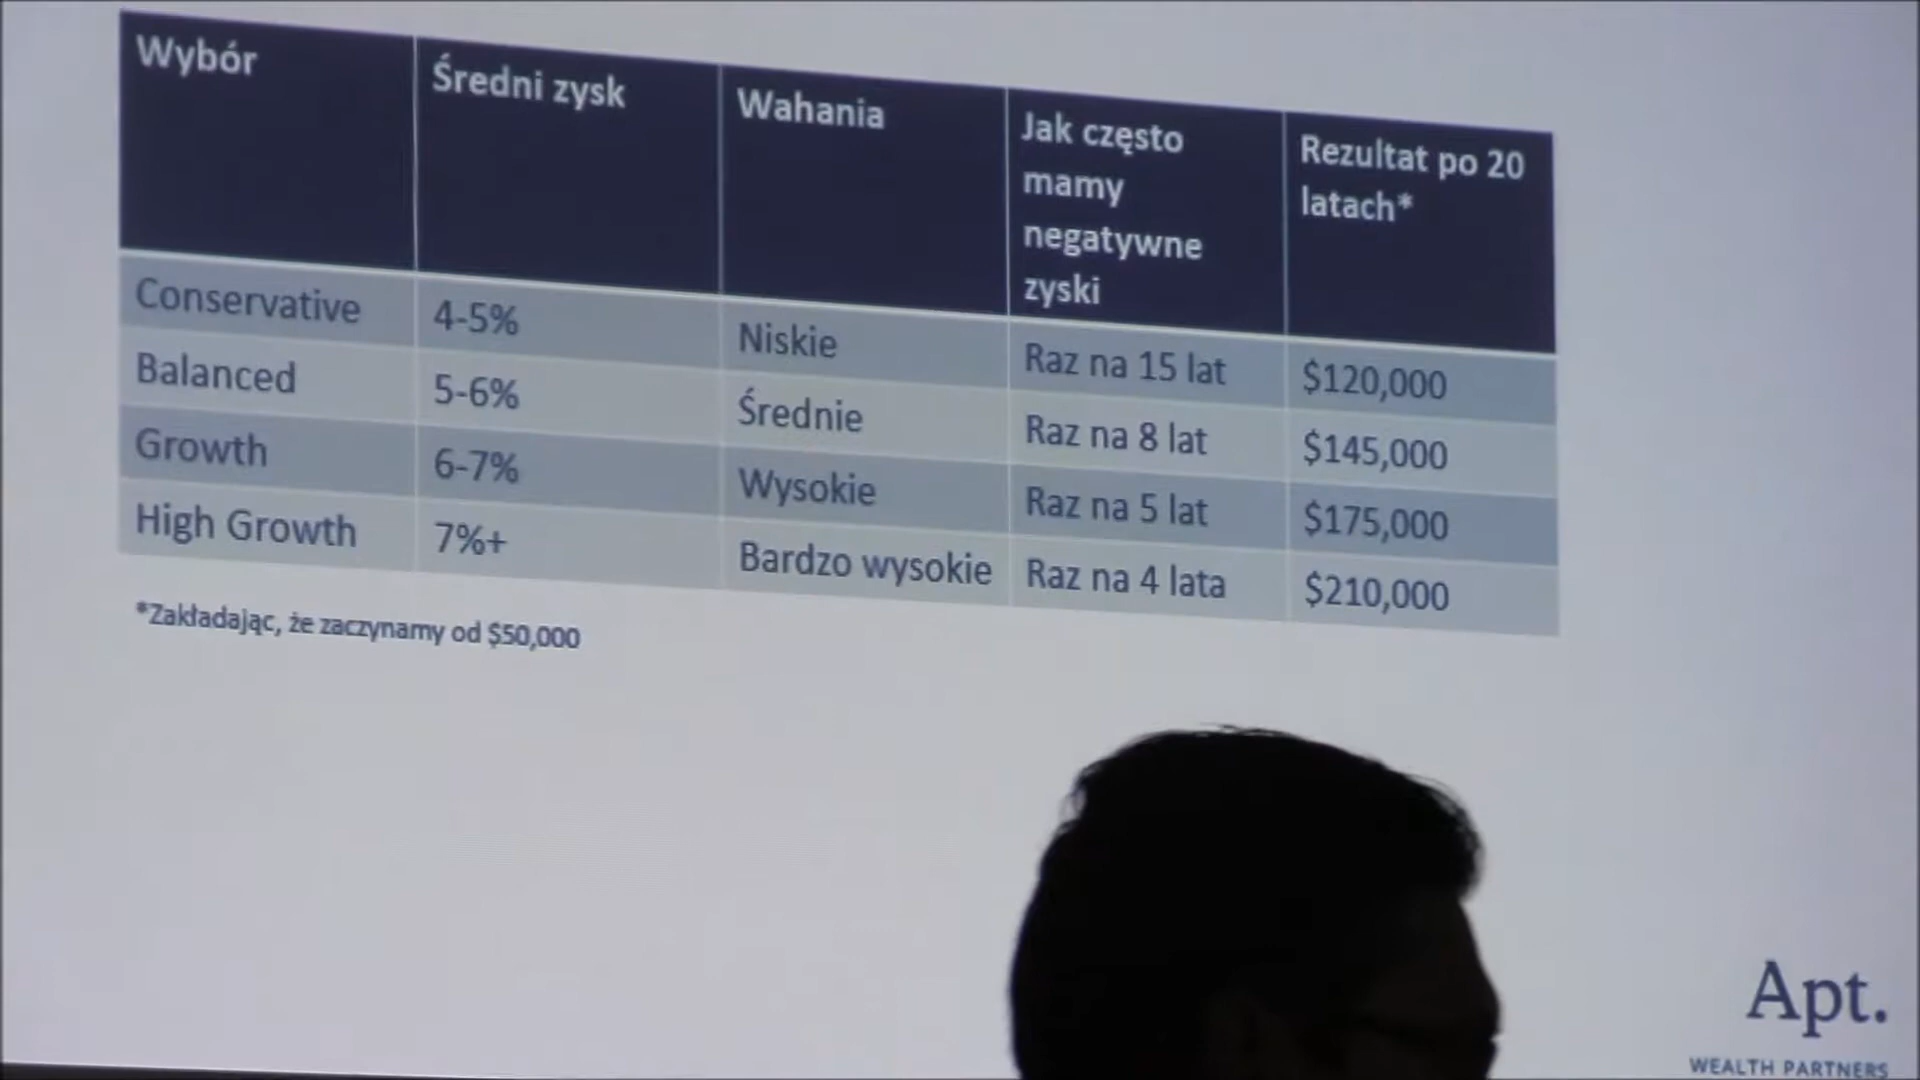 Wybór
Średni zysk
Wahania
Jak często
mamy
negatywne
zyski
Rezultat po 20
latach*
Conservative
4-5%
Niskie
Raz na 15 lat
$120,000
Balanced
5-6%
Średnie
Raz na 8 lat
$145,000
Growth
6-7%
Wysokie
Raz na 5 lat
$175,000
High Growth
7%+
Bardzo wysokie
Raz na 4 lata
$210,000
*Zakładając, że zaczynamy od $50,000
Apt.
WEALTH PARTNERS